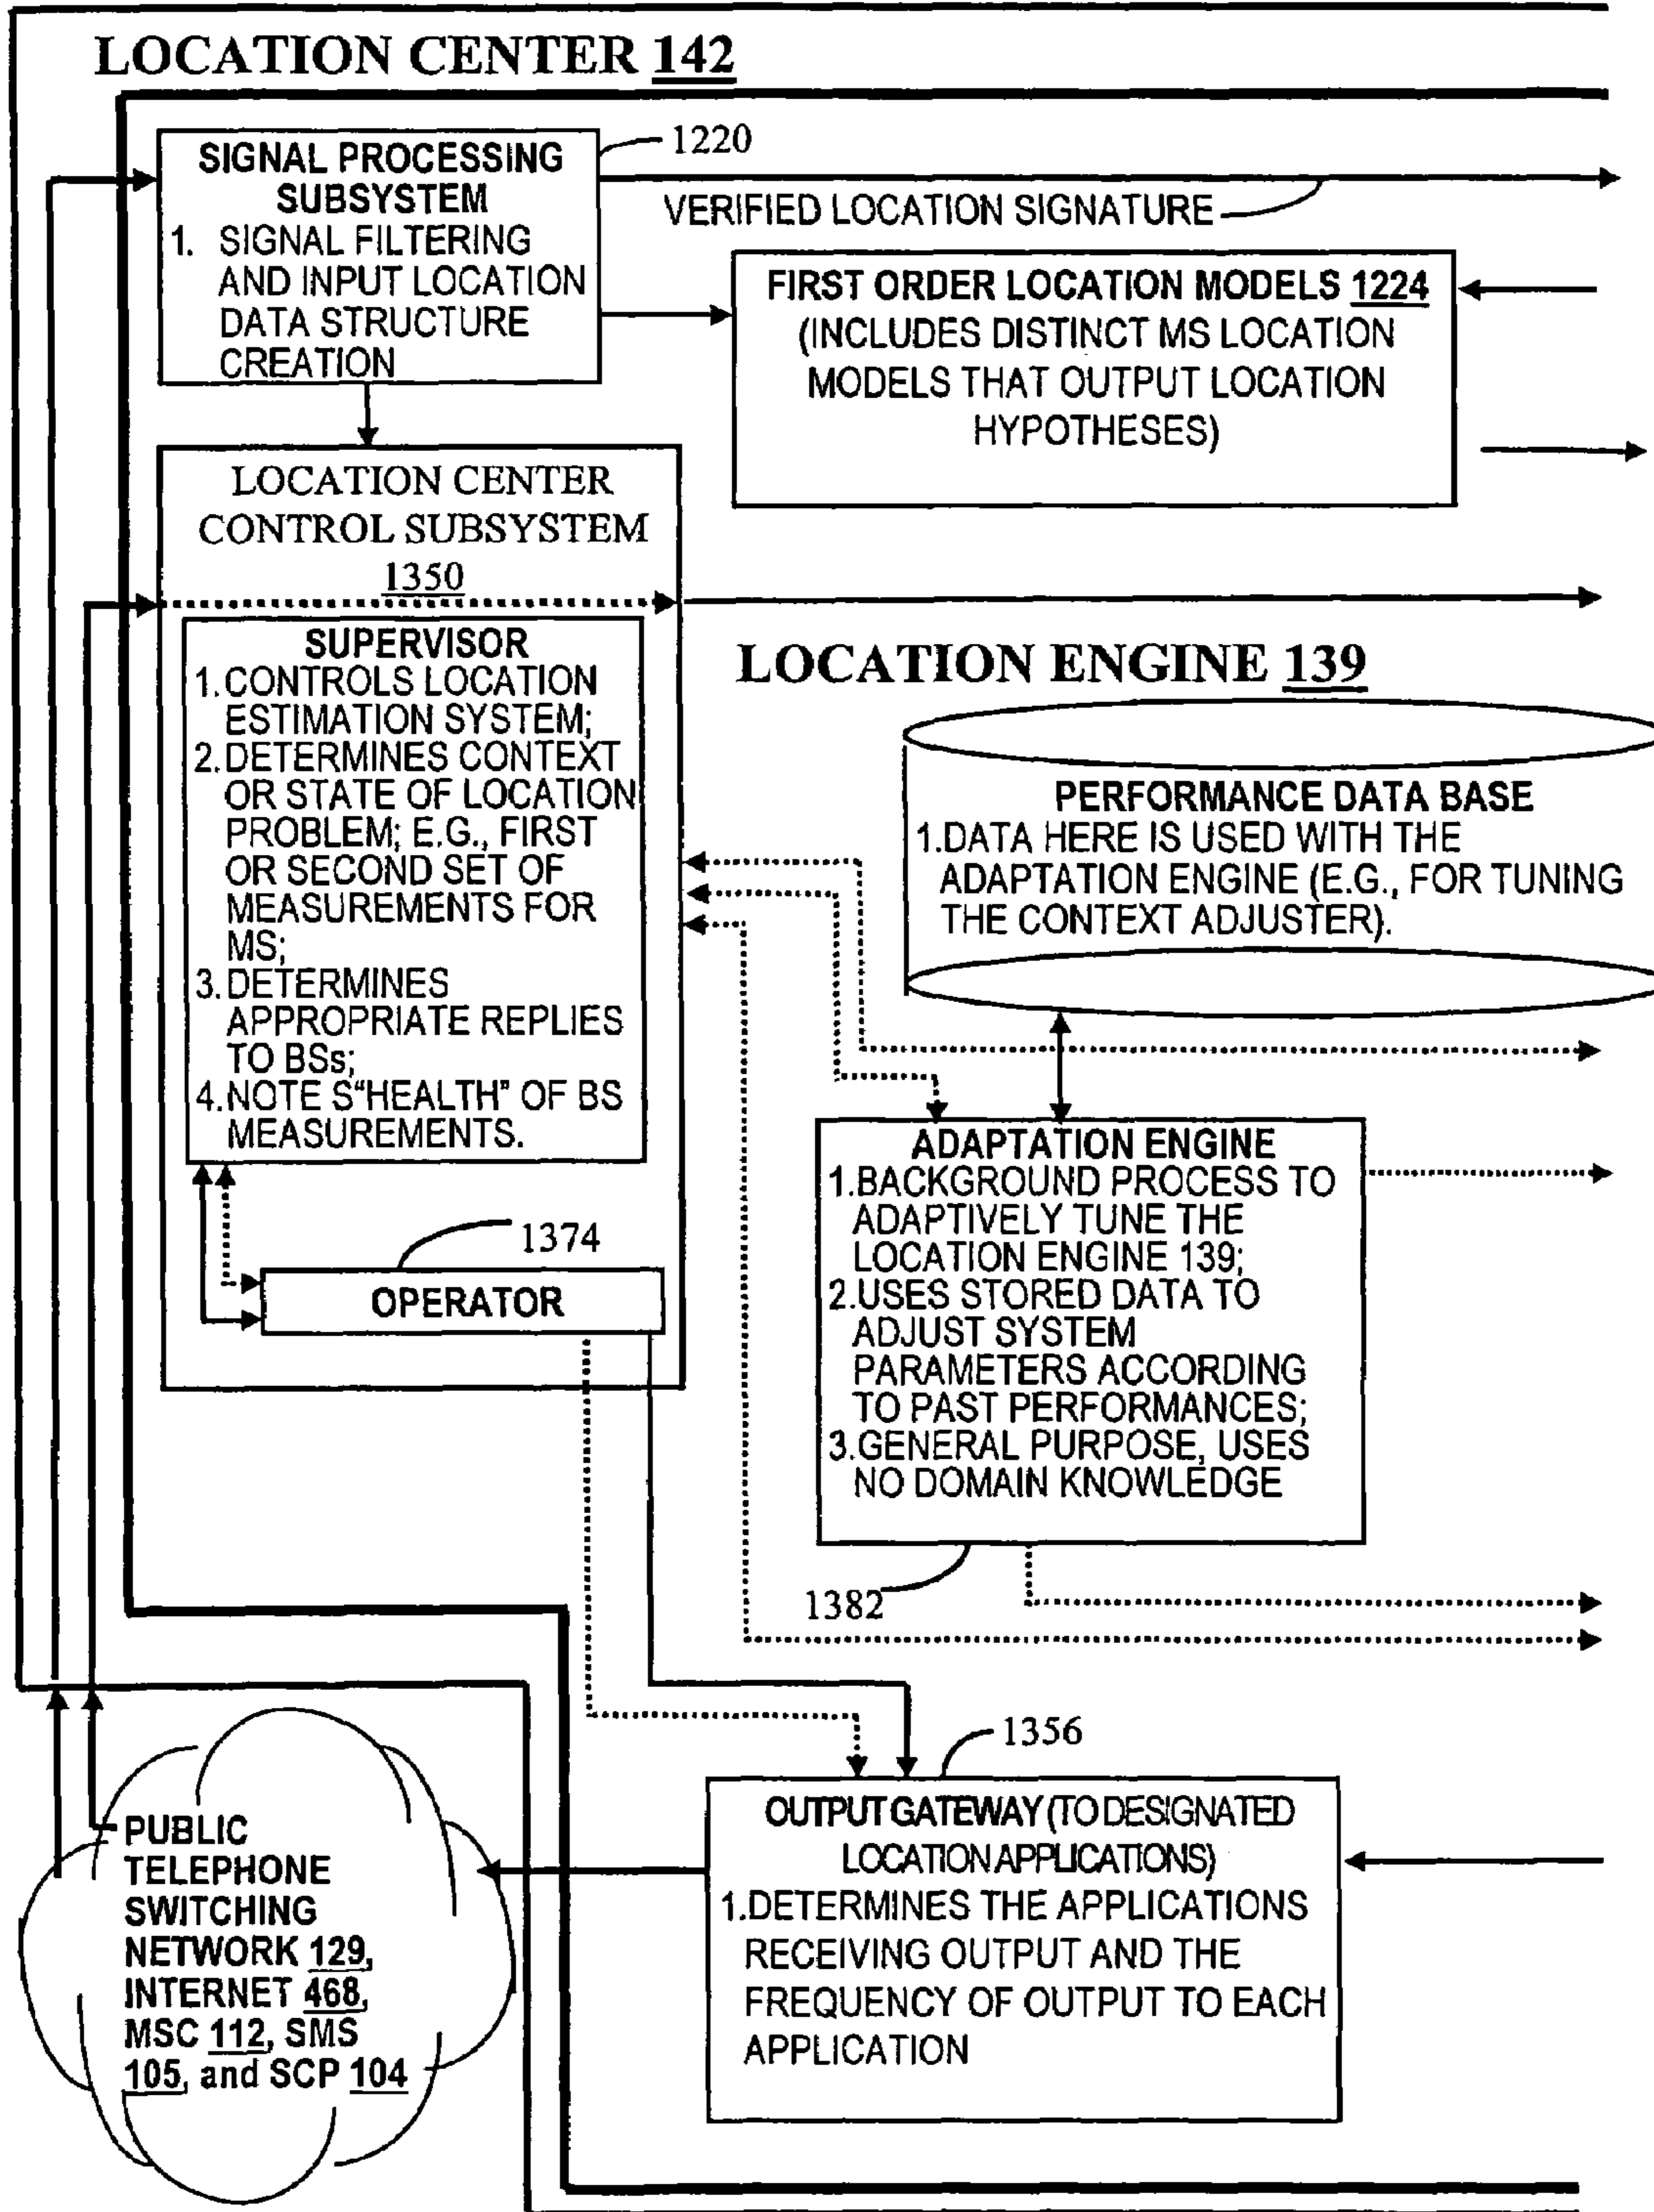 LOCATION CENTER 142
1220
SIGNAL PROCESSING
SUBSYSTEM
1. SIGNAL FILTERING
AND INPUT LOCATION
DATA STRUCTURE
CREATION
VERIFIED LOCATION SIGNATURE
FIRST ORDER LOCATION MODELS 1224
(INCLUDES DISTINCT MS LOCATION
MODELS THAT OUTPUT LOCATION
HYPOTHESES)
LOCATION CENTER
CONTROL SUBSYSTEM
1350
SUPERVISOR
1. CONTROLS LOCATION
ESTIMATION SYSTEM;
2. DETERMINES CONTEXT
OR STATE OF LOCATION
PROBLEM; E.G., FIRST
OR SECOND SET OF
MEASUREMENTS FOR
MS;
3. DETERMINES
APPROPRIATE REPLIES
TO BSs;
4. NOTE S“HEALTH” OF BS
MEASUREMENTS.
1374
OPERATOR
LOCATION ENGINE 139
PERFORMANCE DATA BASE
1. DATA HERE IS USED WITH THE
ADAPTATION ENGINE (E.G., FOR TUNING
THE CONTEXT ADJUSTER).
ADAPTATION ENGINE
1. BACKGROUND PROCESS TO
ADAPTIVELY TUNE THE
LOCATION ENGINE 139;
2. USES STORED DATA TO
ADJUST SYSTEM
PARAMETERS ACCORDING
TO PAST PERFORMANCES;
3. GENERAL PURPOSE, USES
NO DOMAIN KNOWLEDGE
1382
1356
OUTPUT GATEWAY (TO DESIGNATED
LOCATION APPLICATIONS)
1. DETERMINES THE APPLICATIONS
RECEIVING OUTPUT AND THE
FREQUENCY OF OUTPUT TO EACH
APPLICATION
PUBLIC
TELEPHONE
SWITCHING
NETWORK 129,
INTERNET 468,
MSC 112, SMS
105, and SCP 104